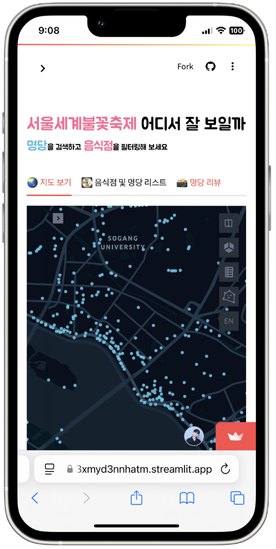 9:08
100
Fork
서울세계불꽃축제 어디서 잘 보일까
명당을 검색하고 음식점을 필터링해 보세요
지도 보기 음식점 및 명당 리스트 명당 리뷰
SOGANG
UNIVERSITY
EN
3xmyd3nnhatm.streamlit.app